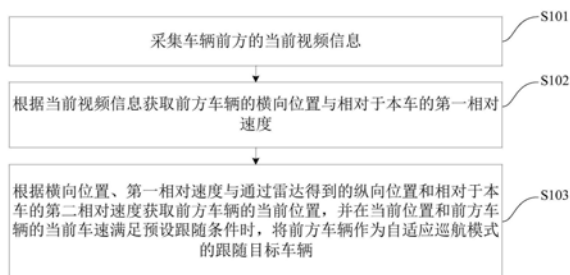 S101
采集车辆前方的当前视频信息
S102
根据当前视频信息获取前方车辆的横向位置与相对于本车的第一相对
速度
S103
根据横向位置、第一相对速度与通过雷达得到的纵向位置和相对于本
车的第二相对速度获取前方车辆的当前位置，并在当前位置和前方车
辆的当前车速满足预设跟随条件时，将前方车辆作为自适应巡航模式
的跟随目标车辆